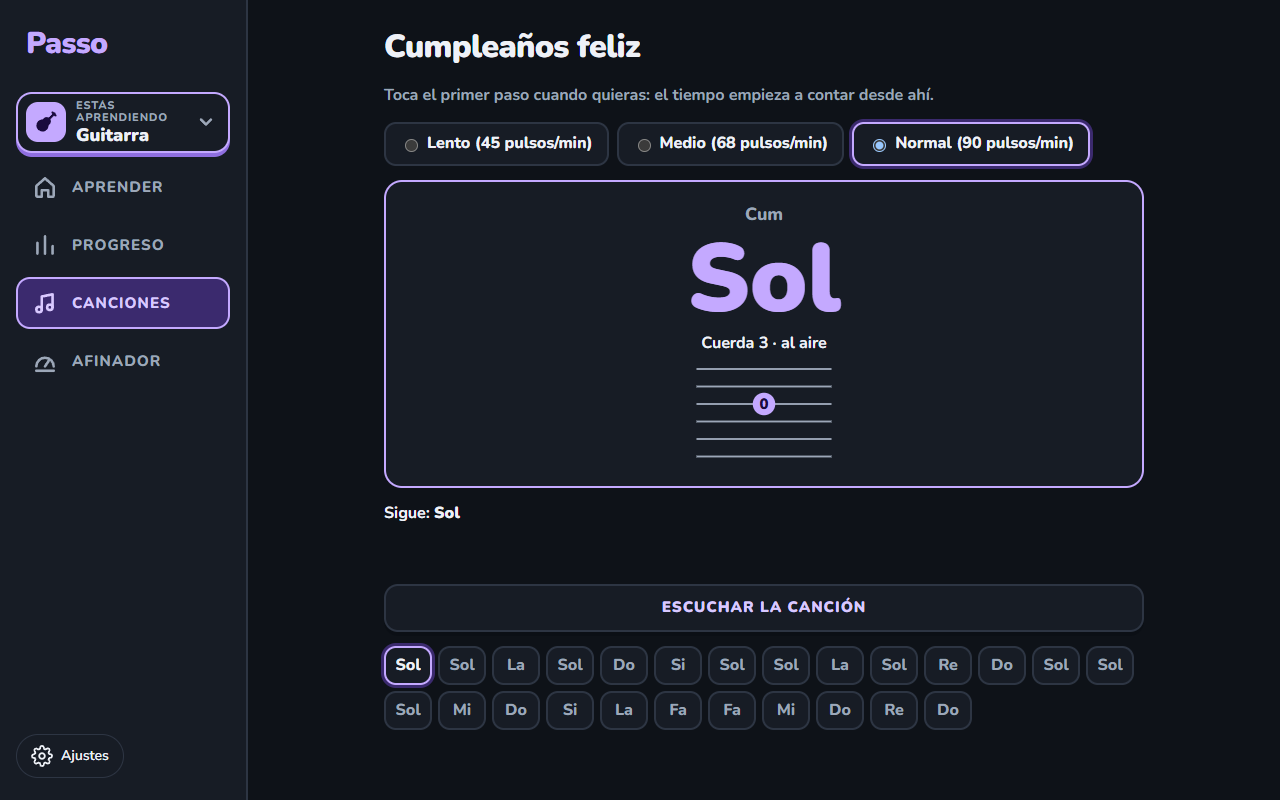 Passo
ESTÁS
APRENDIENDO
Guitarra
APRENDER
PROGRESO
CANCIONES
AFINADOR
Ajustes
Cumpleaños feliz
Toca el primer paso cuando quieras: el tiempo empieza a contar desde ahí.
Lento (45 pulsos/min) Medio (68 pulsos/min) Normal (90 pulsos/min)
Cum
Sol
Cuerda 3 · al aire
0
Sigue: Sol
ESCUCHAR LA CANCIÓN
Sol Sol La Sol Do Si Sol Sol La Sol Re Do Sol Sol
Sol Mi Do Si La Fa Fa Mi Do Re Do